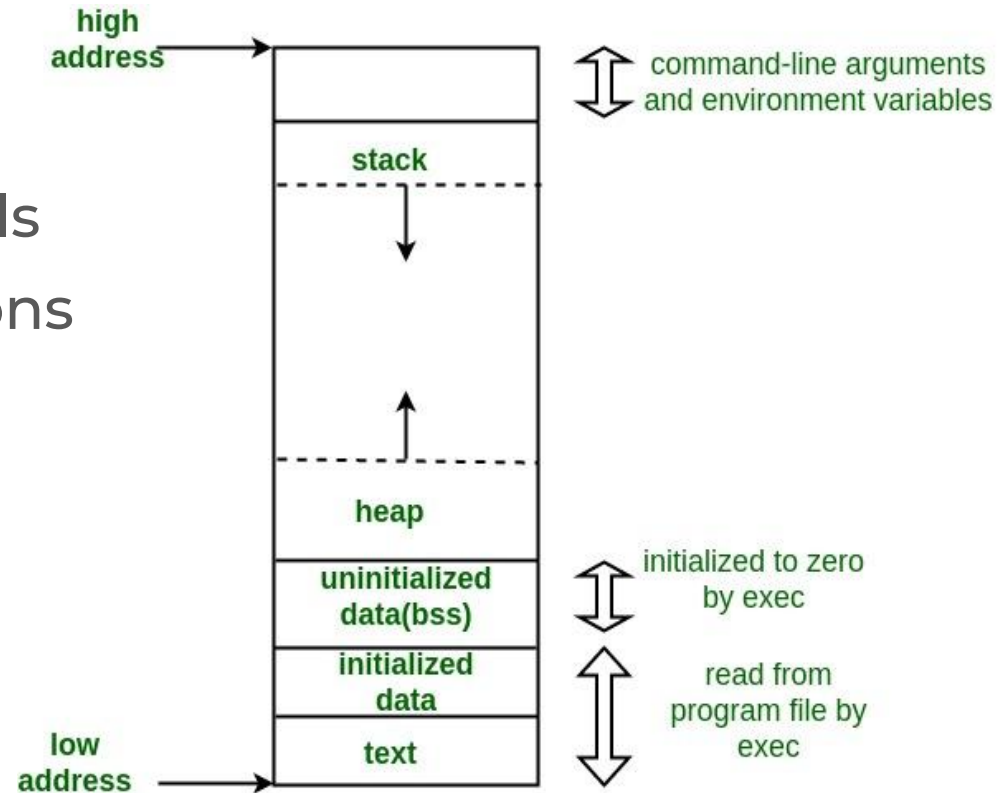 high
address
command-line arguments
and environment variables
stack
heap
uninitialized
data(bss)
initialized to zero
by exec
initialized
data
read from
program file by
exec
text
low
address